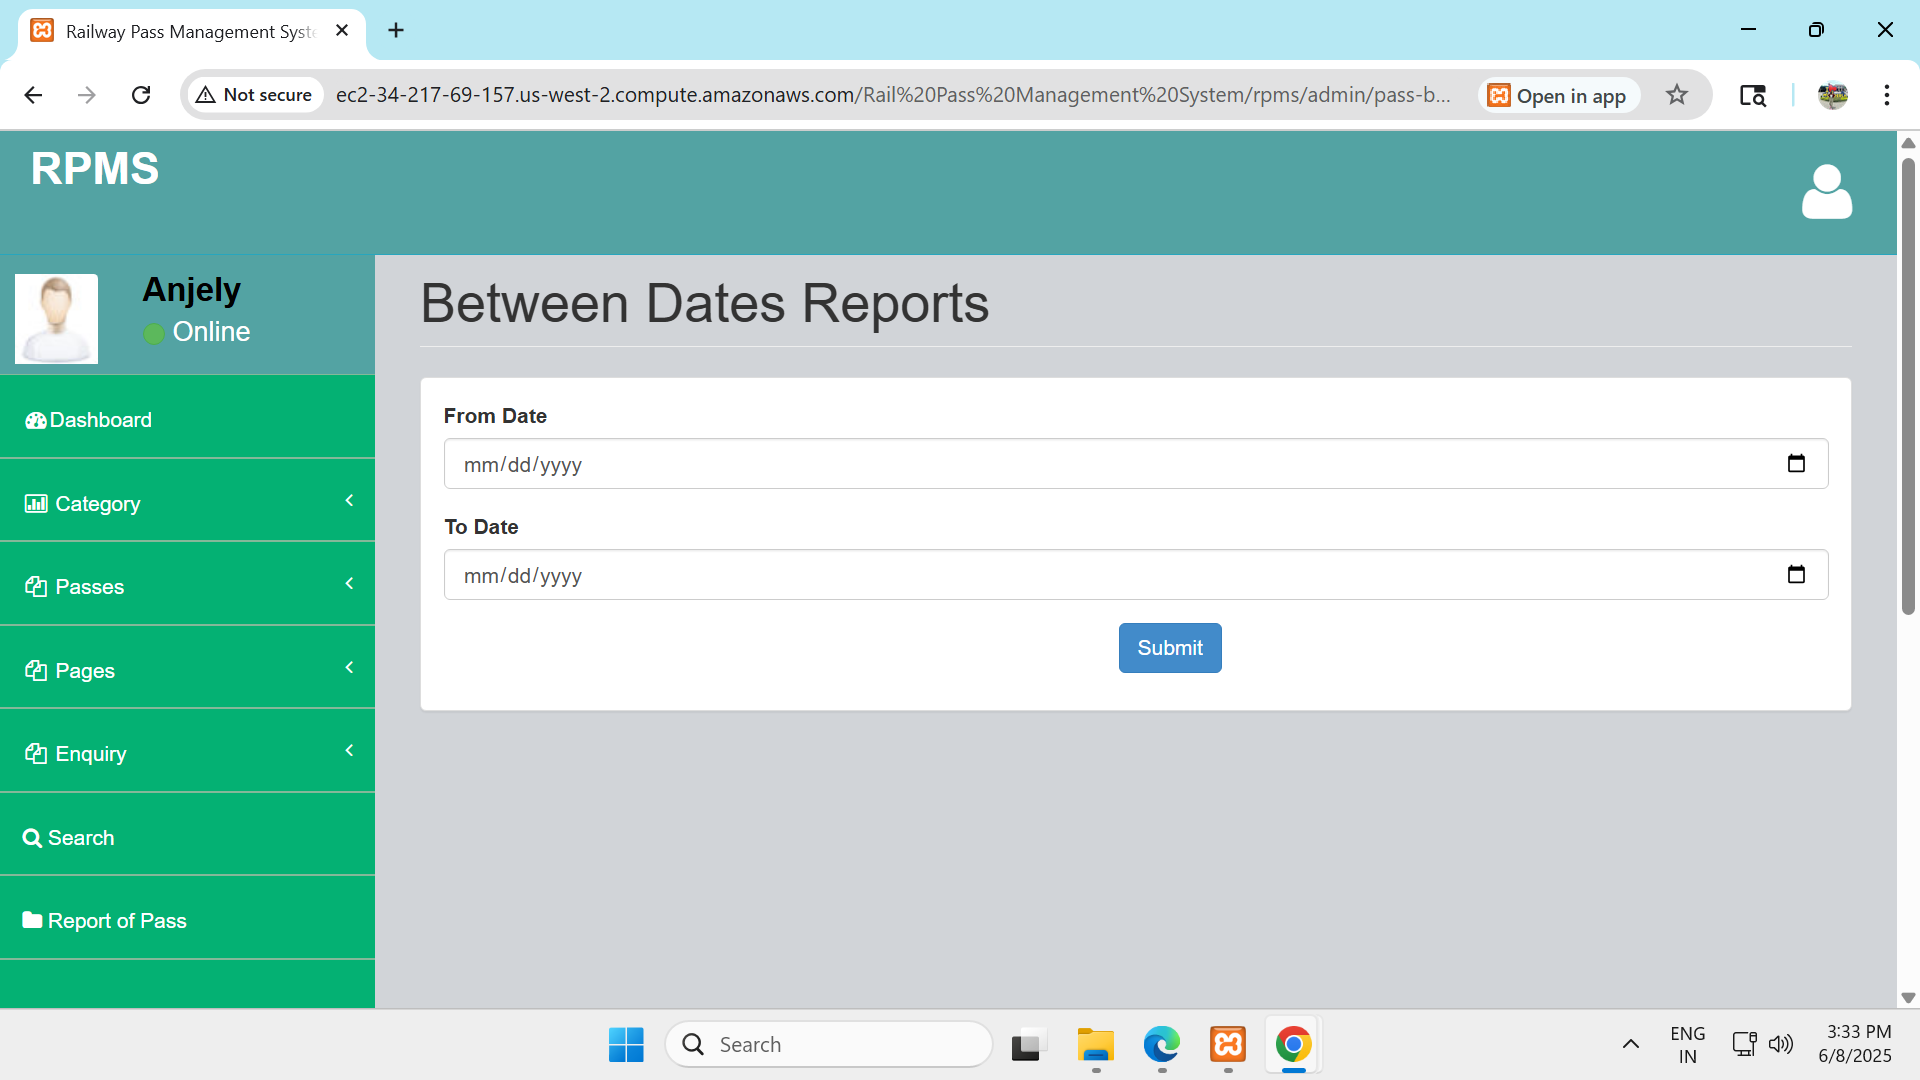 Railway Pass Management Syst
Not secure
ec2-34-217-69-157.us-west-2.compute.amazonaws.com/Rail%20Pass%20Management%20System/rpms/admin/pass-b...
Open in app
RPMS
Anjely
Online
Dashboard
Category
Passes
Pages
Enquiry
Search
Report of Pass
Between Dates Reports
From Date
mm/dd/yyyy
To Date
mm/dd/yyyy
Submit
Search
ENG
IN
3:33 PM
6/8/2025